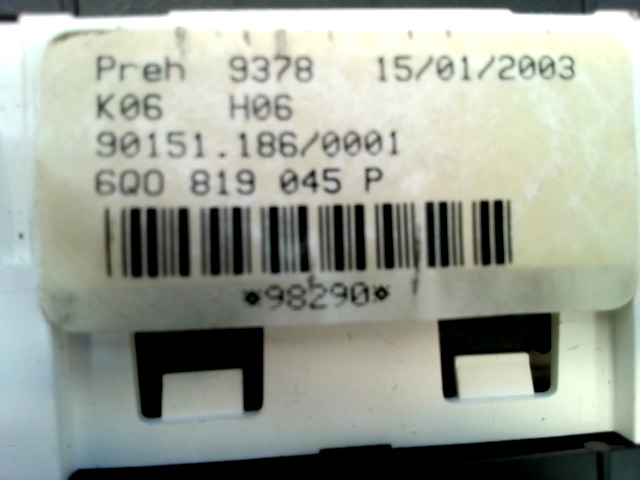 Preh 9378 15/01/2003
K06 H06
90151.186/0001
6Q0 819 045 P
*98290*